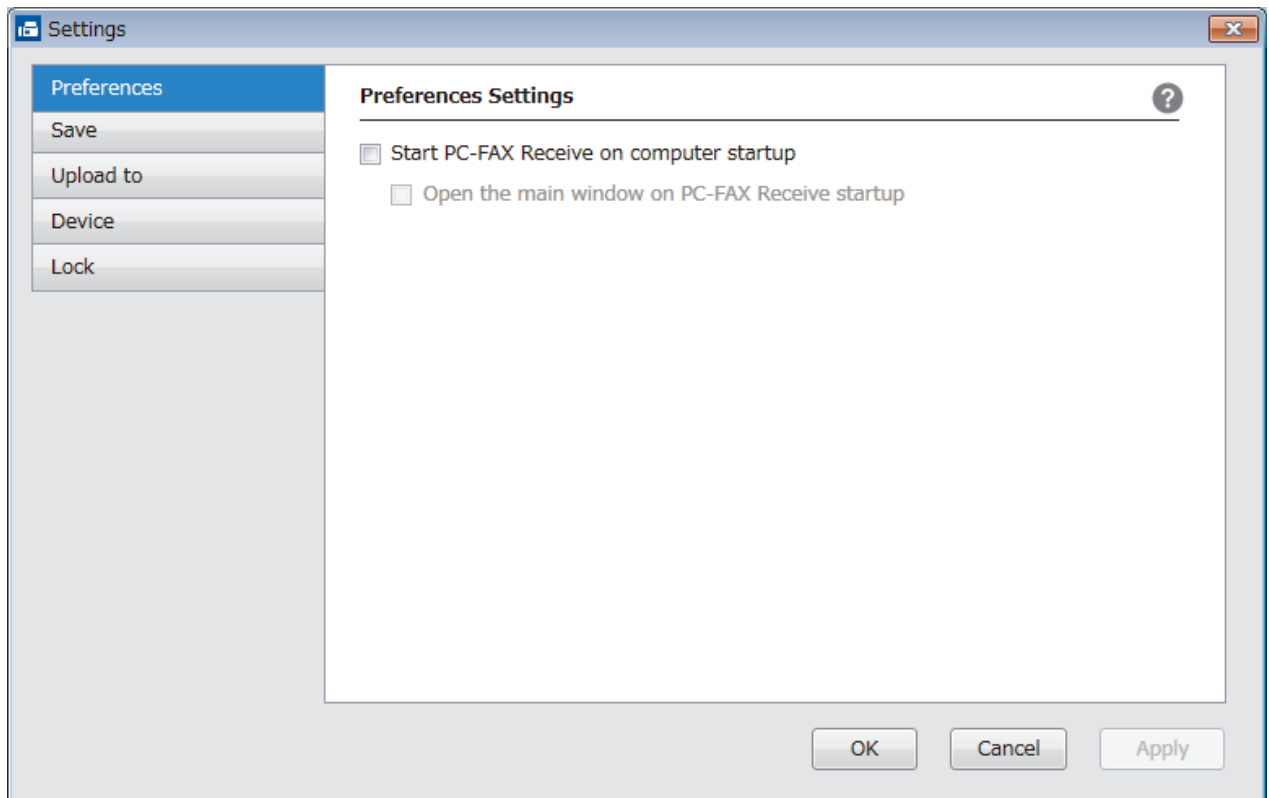 Settings
Preferences
Save
Upload to
Device
Lock
Preferences Settings
?
Start PC-FAX Receive on computer startup
Open the main window on PC-FAX Receive startup
OK
Cancel
Apply